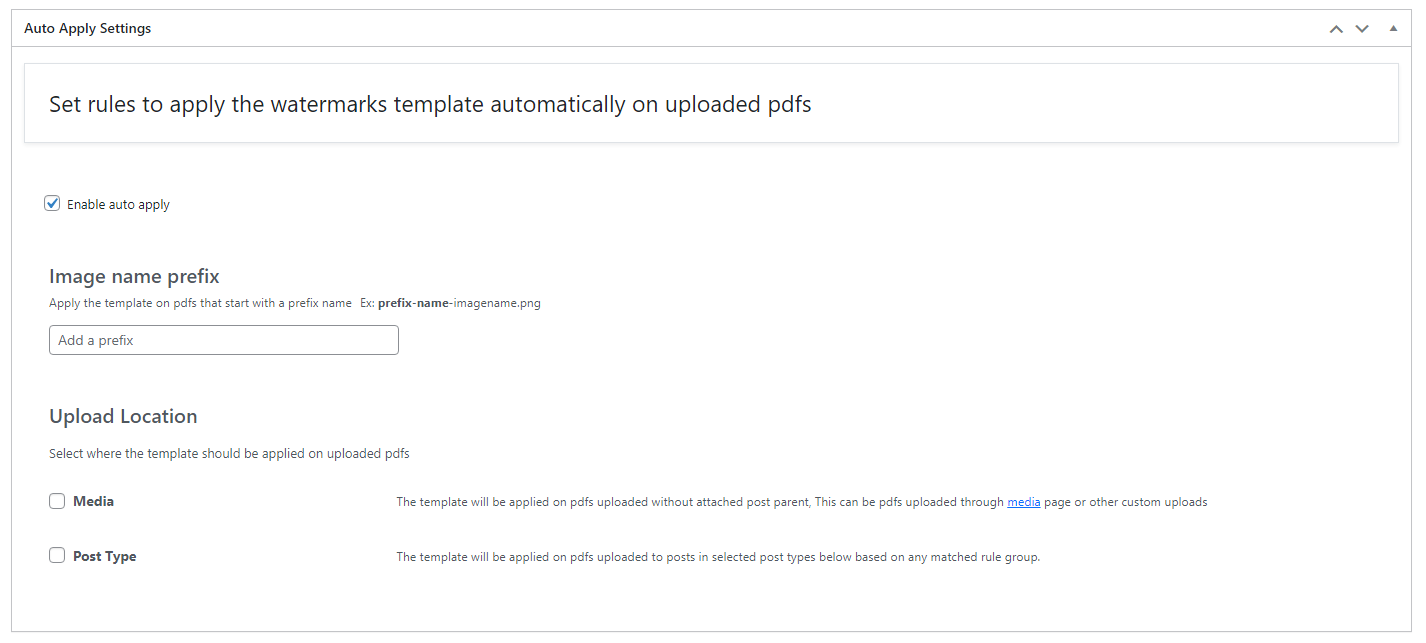 Auto Apply Settings
Set rules to apply the watermarks template automatically on uploaded pdfs
Enable auto apply
Image name prefix
Apply the template on pdfs that start with a prefix name Ex: prefix-name-imagename.png
Add a prefix
Upload Location
Select where the template should be applied on uploaded pdfs
Media The template will be applied on pdfs uploaded without attached post parent, This can be pdfs uploaded through media page or other custom uploads
Post Type The template will be applied on pdfs uploaded to posts in selected post types below based on any matched rule group.